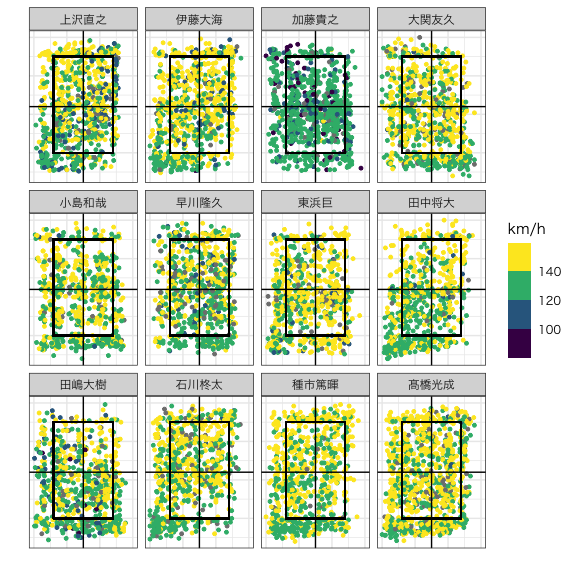 上沢直之
伊藤大海
加藤貴之
大関友久
小島和哉
早川隆久
東浜巨
田中将大
田嶋大樹
石川柊太
種市篤暉
髙橋光成
km/h
140
120
100